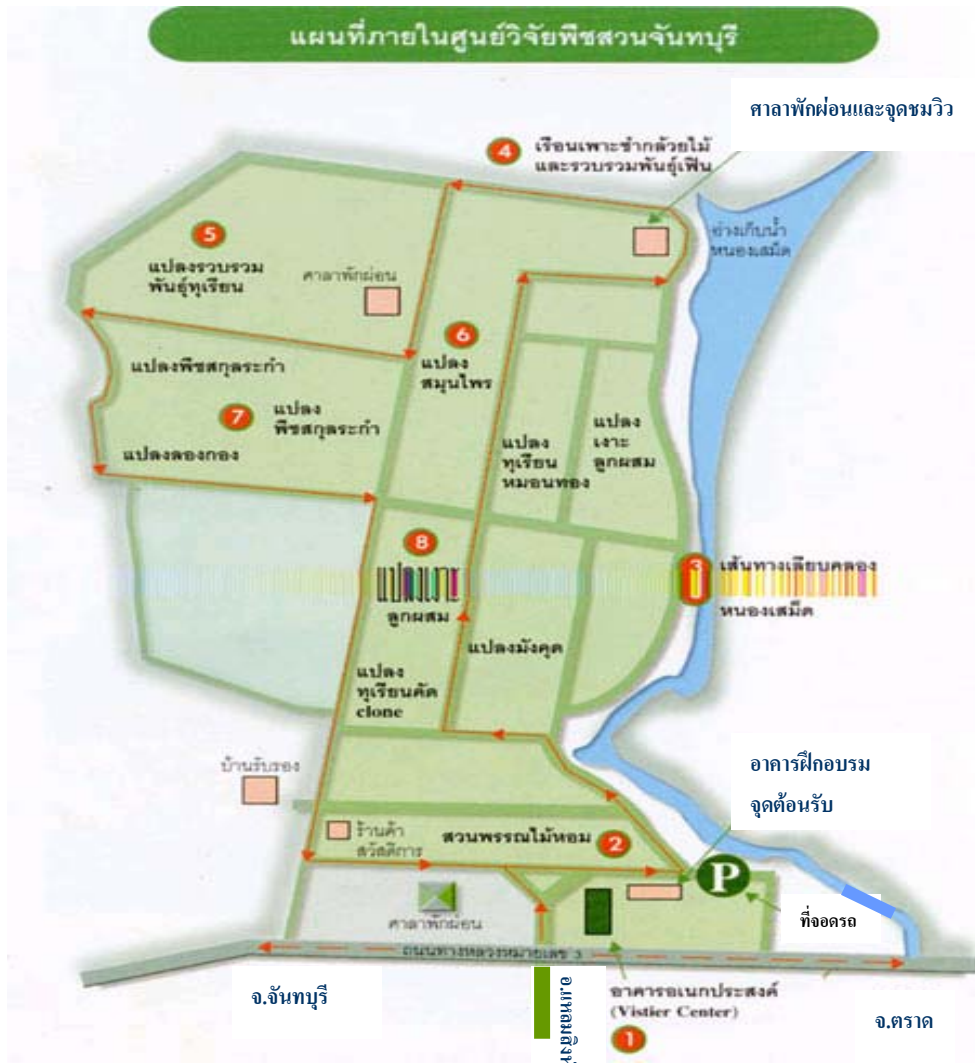 แผนที่ภายในศูนย์วิจัยพืชสวนจันทบุรี
ศาลาพักผ่อนและจุดชมวิว
4
เรือนเพาะชำกล้วยไม้
และรวบรวมพันธุ์เฟิน
อ่างเก็บน้ำ
หนองเสม็ด
5
แปลงรวบรวม
พันธุ์ทุเรียน
ศาลาพักผ่อน
6
แปลง
สมุนไพร
แปลงพืชสกุลระกำ
7
แปลง
พืชสกุลระกำ
แปลงลองกอง
แปลง
ทุเรียน
หมอนทอง
แปลง
เงาะ
ลูกผสม
8
แปลงเงาะ
ลูกผสม
3
เส้นทางเลียบคลอง
หนองเสม็ด
แปลงมังคุด
แปลง
ทุเรียนคัด
clone
บ้านรับรอง
อาคารฝึกอบรม
จุดต้อนรับ
ร้านค้า
สวัสดิการ
สวนพรรณไม้หอม
2
P
ที่จอดรถ
ศาลาพักผ่อน
ถนนทางหลวงหมายเลข 3
จ.จันทบุรี
อาคารอเนกประสงค์
(Vistier Center)
1
จ.ตราด